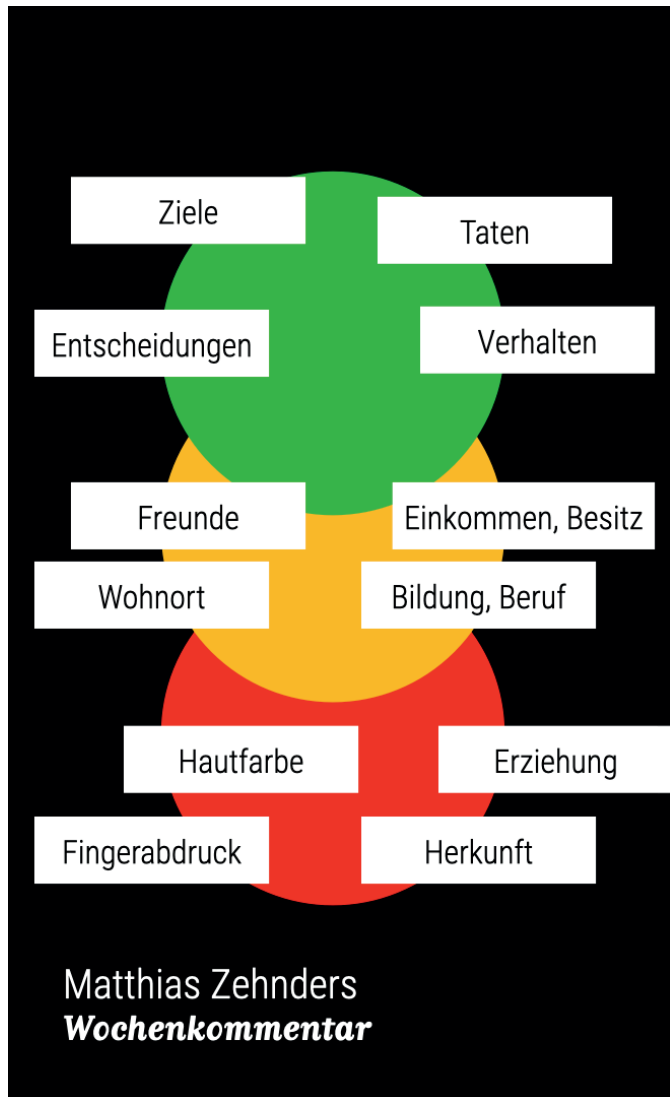 Ziele
Taten
Entscheidungen
Verhalten
Freunde
Einkommen, Besitz
Wohnort
Bildung, Beruf
Hautfarbe
Erziehung
Fingerabdruck
Herkunft
Matthias Zehnders
Wochenkommentar